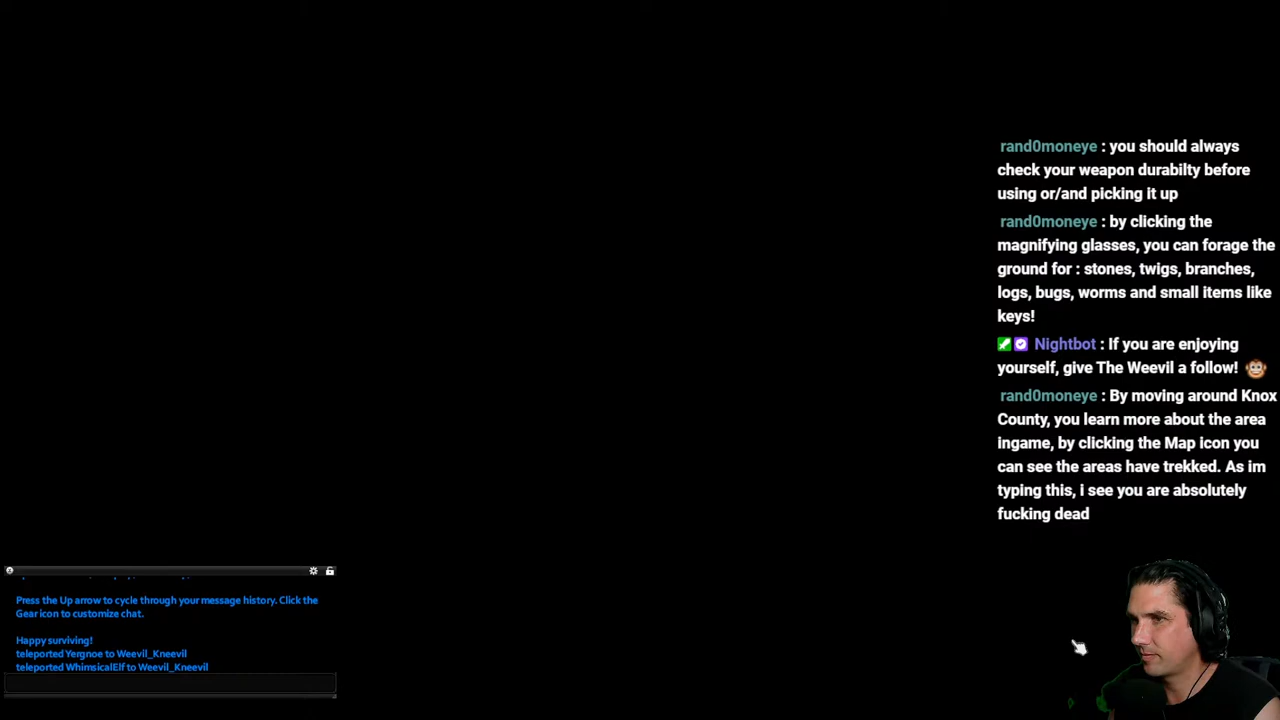 rand0moneye : you should always
check your weapon durabilty before
using or/and picking it up
rand0moneye : by clicking the
magnifying glasses, you can forage the
ground for : stones, twigs, branches,
logs, bugs, worms and small items like
keys!
Nightbot : If you are enjoying
yourself, give The Weevil a follow!
rand0moneye : By moving around Knox
County, you learn more about the area
ingame, by clicking the Map icon you
can see the areas have trekked. As im
typing this, i see you are absolutely
fucking dead
Press the Up arrow to cycle through your message history. Click the
Gear icon to customize chat.
Happy surviving!
teleported Yergnoe to Weevil_Kneevil
teleported WhimsicalElf to Weevil_Kneevil